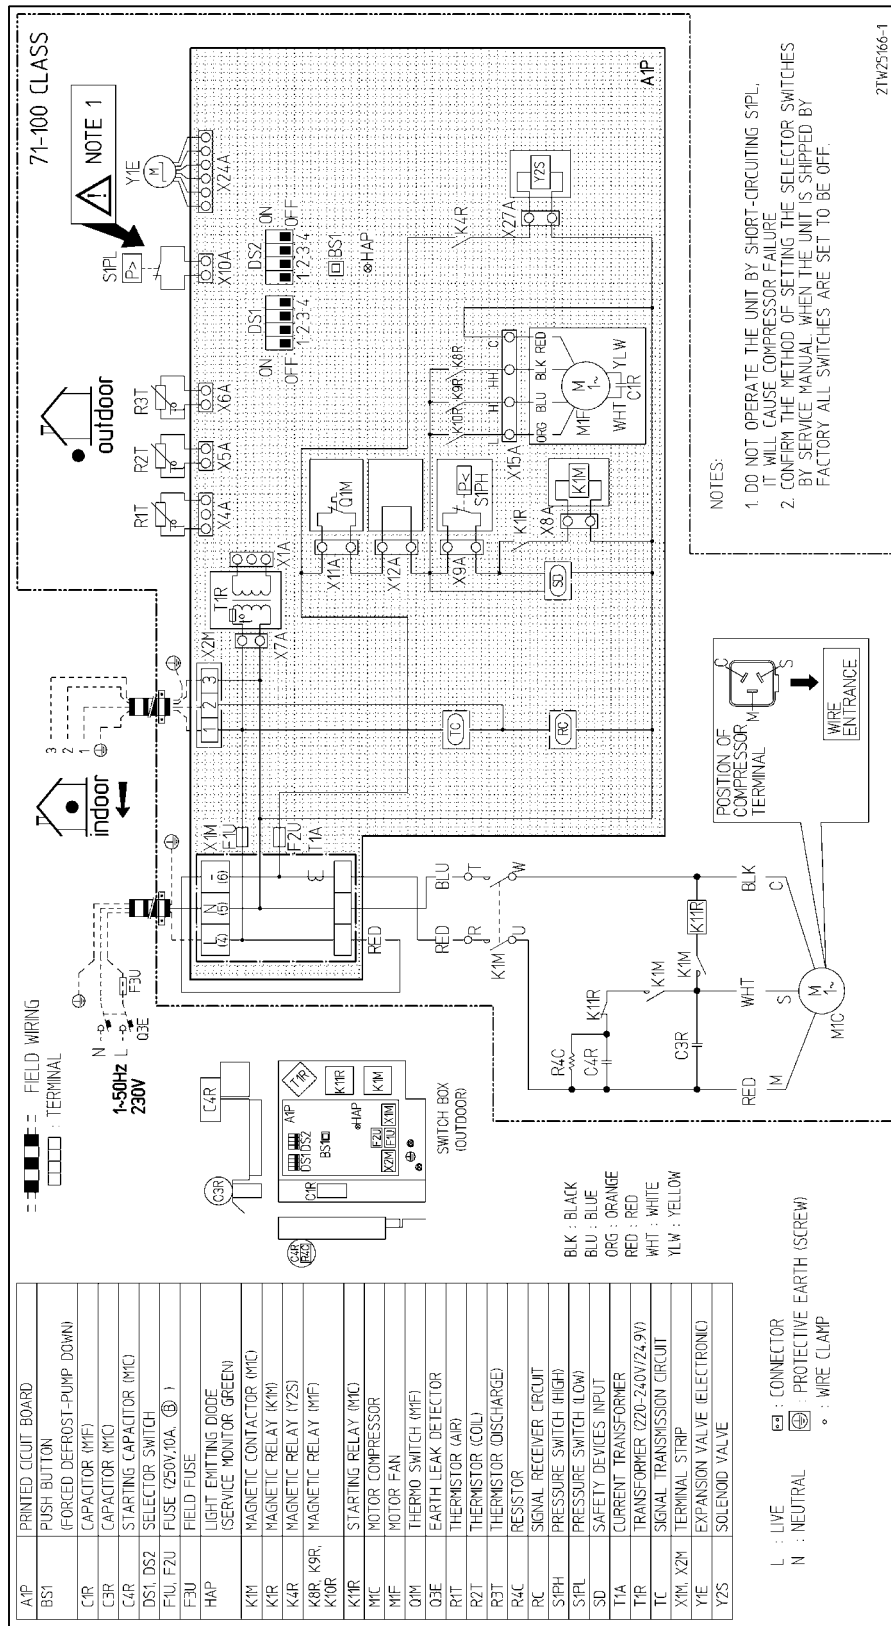 71-100 CLASS
NOTE 1
S1PL
P>
Y1E
M
X10A
X24A
outdoor
R1T
R2T
R3T
X4A
X5A
X6A
DS1
DS2
ON
OFF
ON
OFF
1-2-3-4
1-2-3-4
BS1
HAP
A1P
indoor
3
2
1
X2M
1
2
3
T1R
X1A
X7A
X11A
Q1M
X12A
X9A
P<
S1PH
K1R
X8A
K1M
SD
TC
RC
K4R
X27A
Y2S
K10R
K9R
K8R
L
H
HH
C
X15A
ORG
BLU
BLK
RED
M1F
M
1~
WHT
YLW
C1R
X1M
F1U
F2U
T1A
L
N
-
(4)
(5)
(6)
RED
RED
BLU
R
T
K1M
U
W
R4C
C4R
K11R
K1M
C3R
K1M
K11R
RED
WHT
BLK
M
S
C
M
1~
M1C
POSITION OF
COMPRESSOR
TERMINAL
C
S
M
WIRE
ENTRANCE
NOTES:
1. DO NOT OPERATE THE UNIT BY SHORT-CIRCUITING S1PL,
IT WILL CAUSE COMPRESSOR FAILURE
2. CONFIRM THE METHOD OF SETTING THE SELECTOR SWITCHES
BY SERVICE MANUAL. WHEN THE UNIT IS SHIPPED BY
FACTORY ALL SWITCHES ARE SET TO BE OFF.
2TW25166-1
: FIELD WIRING
: TERMINAL
1~50Hz
230V
N
L
F3U
Q3E
C4R
C3R
C1R
C4R
R4C
T1R
K11R
K1M
A1P
DS1 DS2
BS1
HAP
F2U
X2M F1U X1M
SWITCH BOX
(OUTDOOR)
BLK : BLACK
BLU : BLUE
ORG : ORANGE
RED : RED
WHT : WHITE
YLW : YELLOW
A1P PRINTED CICUIT BOARD
BS1 PUSH BUTTON
(FORCED DEFROST-PUMP DOWN)
C1R CAPACITOR (M1F)
C3R CAPACITOR (M1C)
C4R STARTING CAPACITOR (M1C)
DS1, DS2 SELECTOR SWITCH
F1U, F2U FUSE (250V,10A, Ⓑ )
F3U FIELD FUSE
HAP LIGHT EMITTING DIODE
(SERVICE MONITOR GREEN)
K1M MAGNETIC CONTACTOR (M1C)
K1R MAGNETIC RELAY (K1M)
K4R MAGNETIC RELAY (Y2S)
K8R, K9R, MAGNETIC RELAY (M1F)
K10R
K11R STARTING RELAY (M1C)
M1C MOTOR COMPRESSOR
M1F MOTOR FAN
Q1M THERMO SWITCH (M1F)
Q3E EARTH LEAK DETECTOR
R1T THERMISTOR (AIR)
R2T THERMISTOR (COIL)
R3T THERMISTOR (DISCHARGE)
R4C RESISTOR
RC SIGNAL RECEIVER CIRCUIT
S1PH PRESSURE SWITCH (HIGH)
S1PL PRESSURE SWITCH (LOW)
SD SAFETY DEVICES INPUT
T1A CURRENT TRANSFORMER
T1R TRANSFORMER (220-240V/24.9V)
TC SIGNAL TRANSMISSION CIRCUIT
X1M, X2M TERMINAL STRIP
Y1E EXPANSION VALVE (ELECTRONIC)
Y2S SOLENOID VALVE
L : LIVE
N : NEUTRAL
: CONNECTOR
: PROTECTIVE EARTH (SCREW)
: WIRE CLAMP